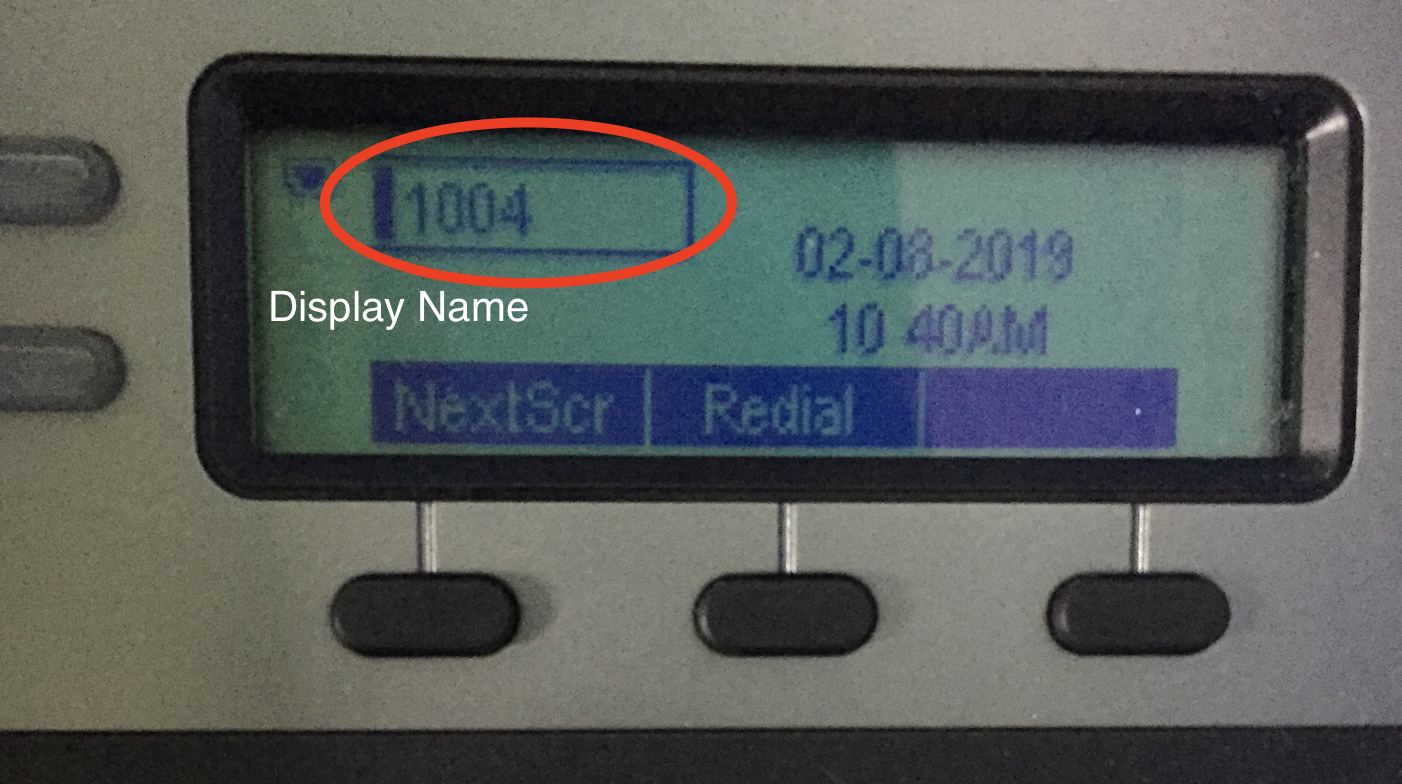 1004
Display Name
02-08-2019
10 40AM
NextScr
Redial